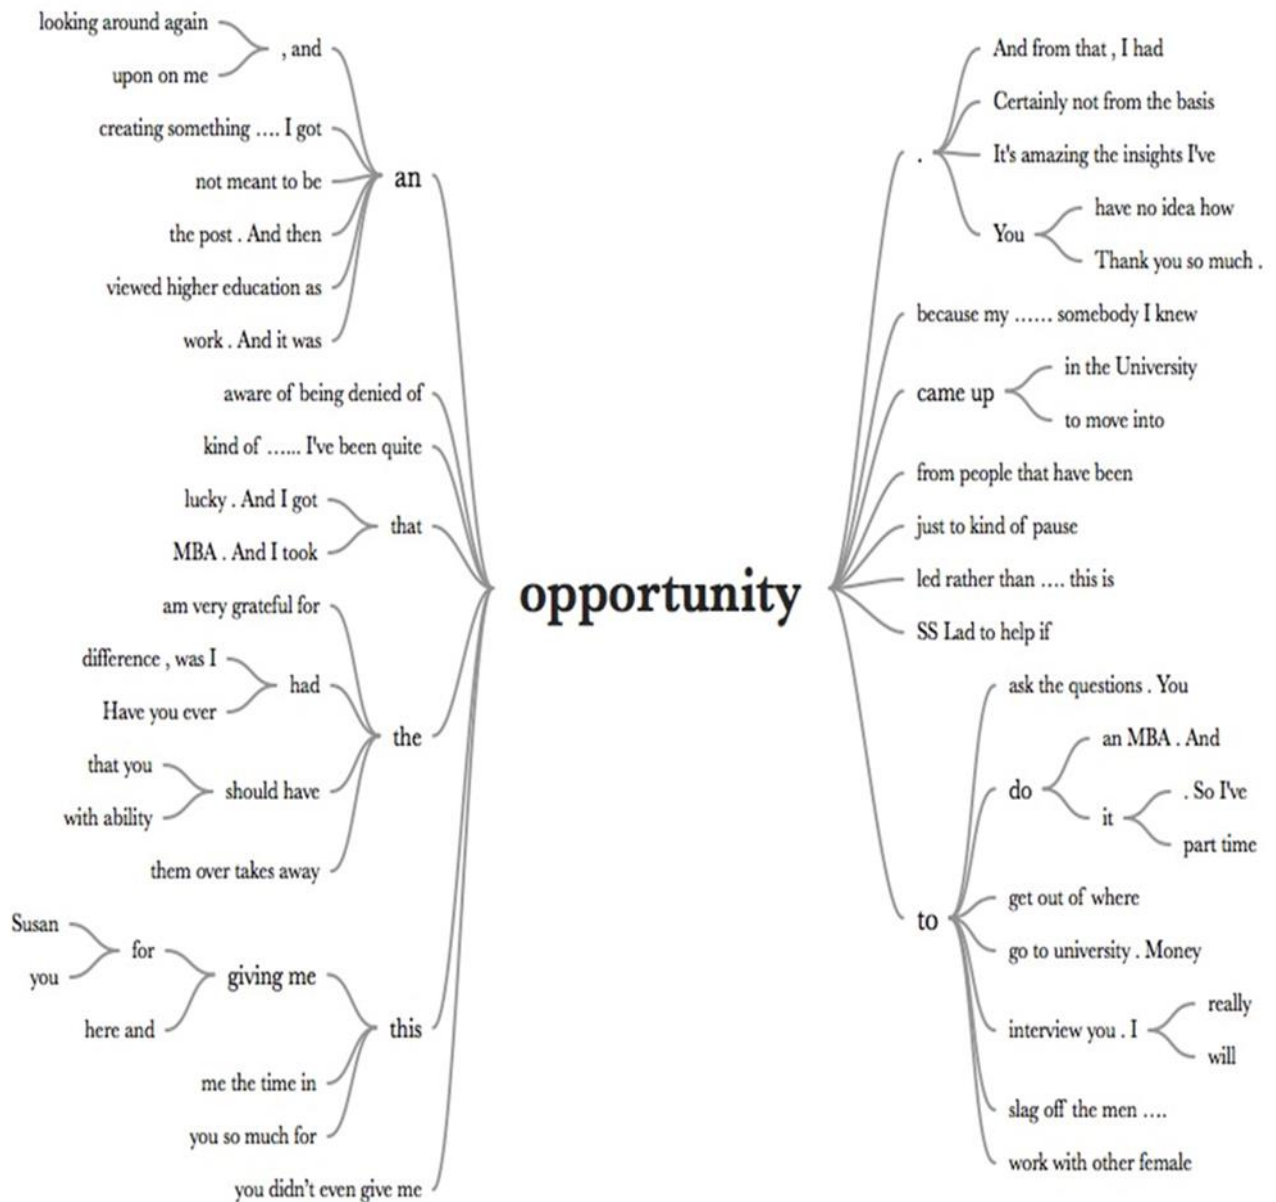 looking around again
, and
upon on me
creating something .... I got
not meant to be
an
the post . And then
viewed higher education as
work . And it was
aware of being denied of
kind of ...... I've been quite
lucky . And I got
that
MBA . And I took
am very grateful for
difference , was I
had
Have you ever
the
that you
should have
with ability
them over takes away
Susan
for
you
giving me
here and
this
me the time in
you so much for
you didn't even give me
opportunity
And from that , I had
Certainly not from the basis
.
It's amazing the insights I've
You
have no idea how
Thank you so much .
because my ...... somebody I knew
came up
in the University
to move into
from people that have been
just to kind of pause
led rather than .... this is
SS Lad to help if
to
ask the questions . You
do
an MBA . And
it
. So I've
part time
get out of where
go to university . Money
interview you . I
really
will
slag off the men ....
work with other female